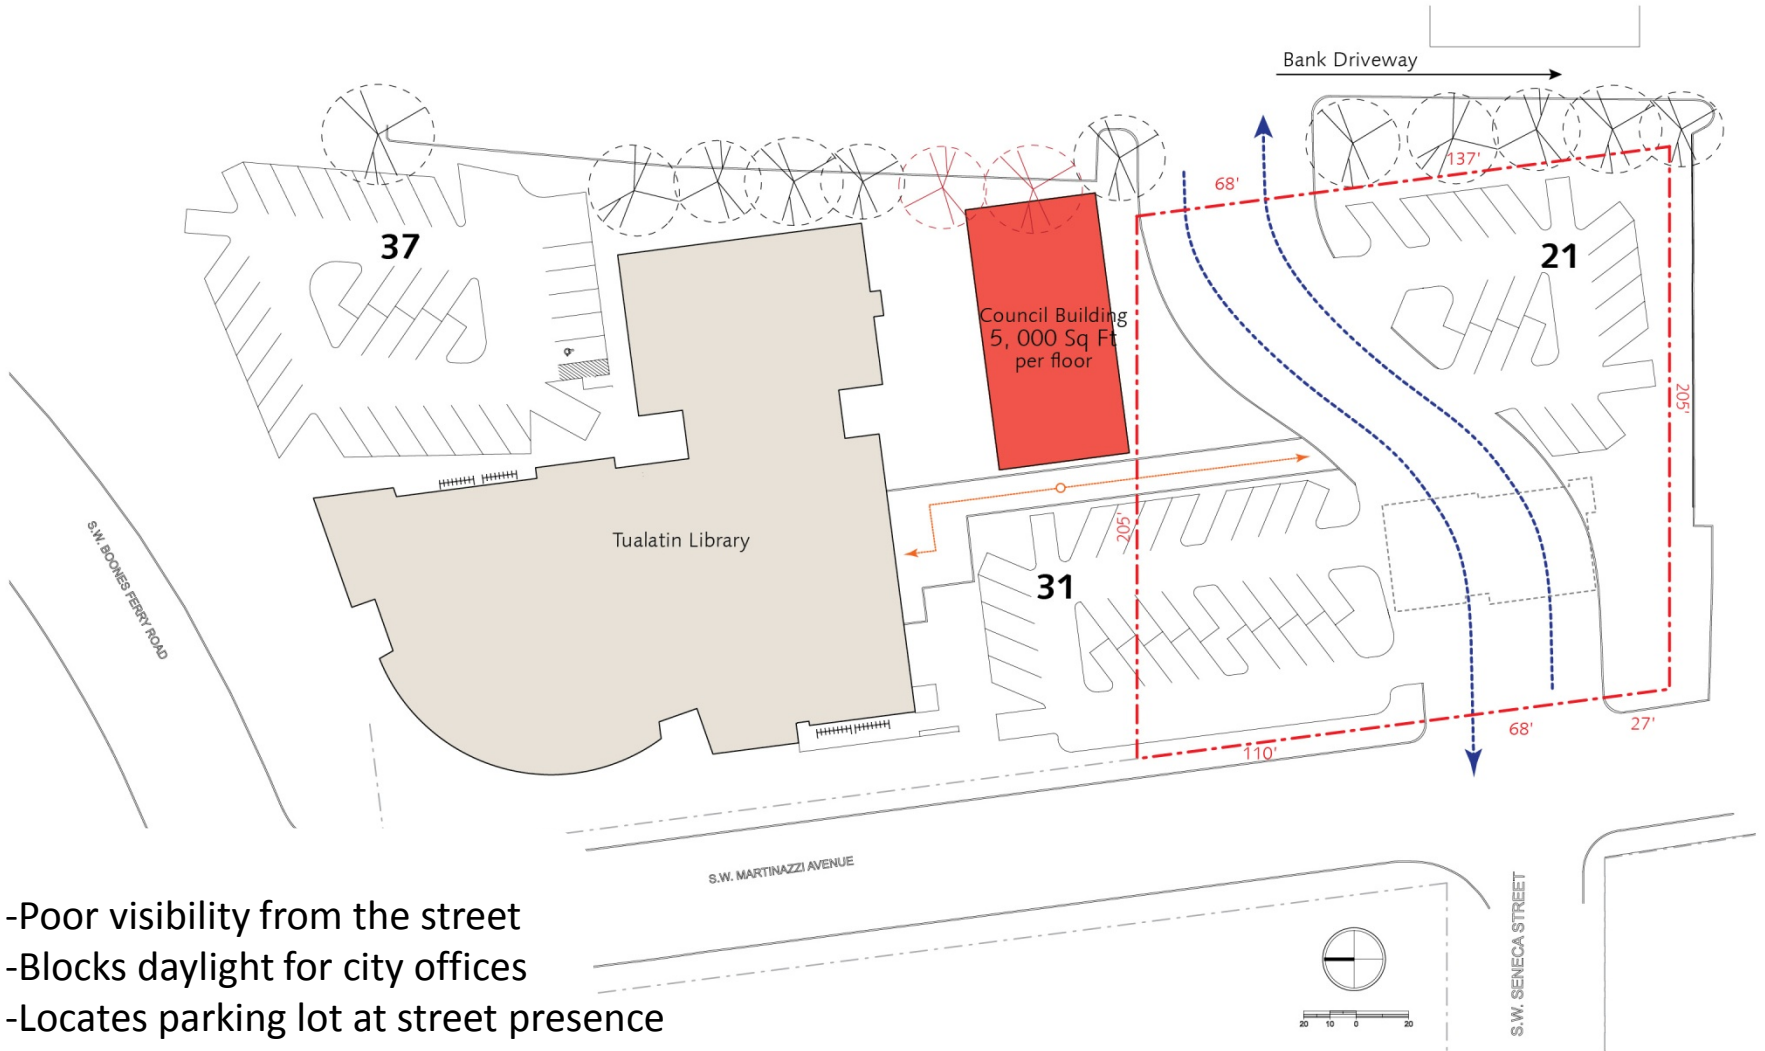 Bank Driveway
137'
68'
37
21
Council Building
5, 000 Sq Ft
per floor
205'
205'
Tualatin Library
31
S.W. BOONES FERRY ROAD
68'
27'
110'
S.W. MARTINAZZI AVENUE
S.W. SENECA STREET
-Poor visibility from the street
-Blocks daylight for city offices
-Locates parking lot at street presence
20 10 0 20